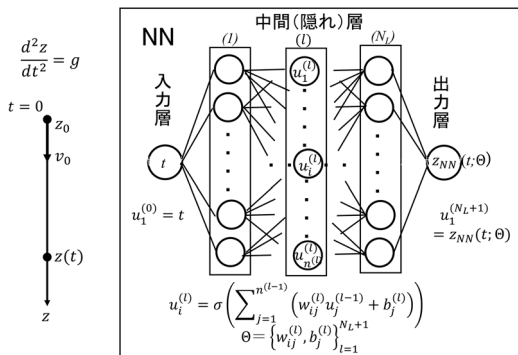 d²z/dt² = g
t = 0
z₀
v₀
z(t)
z
NN
中間（隠れ）層
(1)
(l)
(N_L)
入力層
出力層
u₁^(l)
t
u_i^(l)
z_NN(t;Θ)
u_n(l)^(l)
u₁^(0) = t
u₁^(N_L+1)
= z_NN(t; Θ)
u_i^(l) = σ(∑_{j=1}^{n^(l-1)} (w_ij^(l) u_j^(l-1) + b_j^(l)))
Θ={w_ij^(l), b_j^(l)}_{l=1}^{N_L+1}